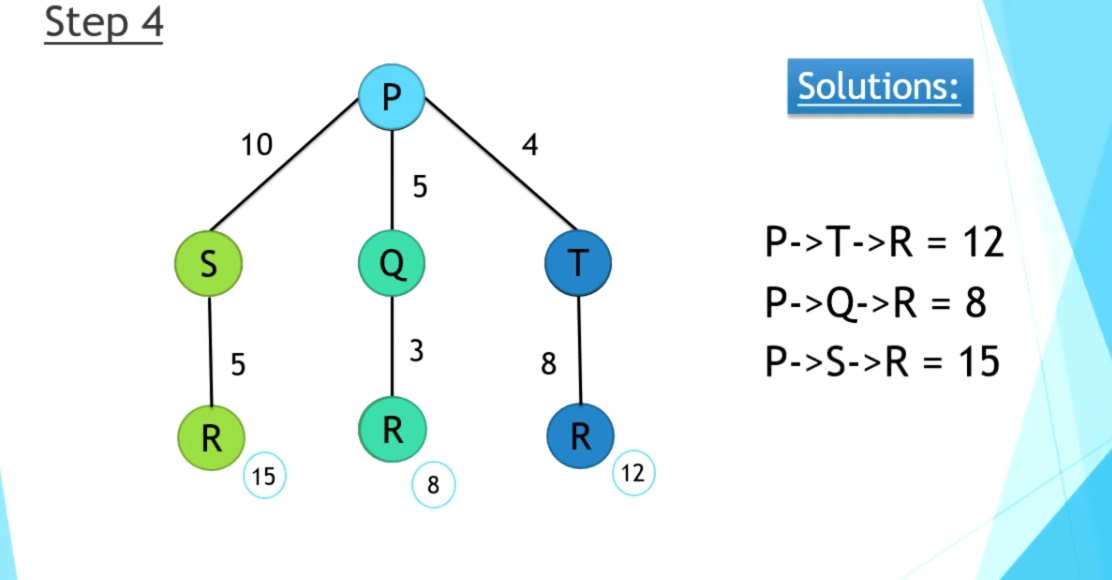 Step 4
Solutions:
P
10
5
4
S
Q
T
5
3
8
R
R
R
15
8
12
P->T->R = 12
P->Q->R = 8
P->S->R = 15